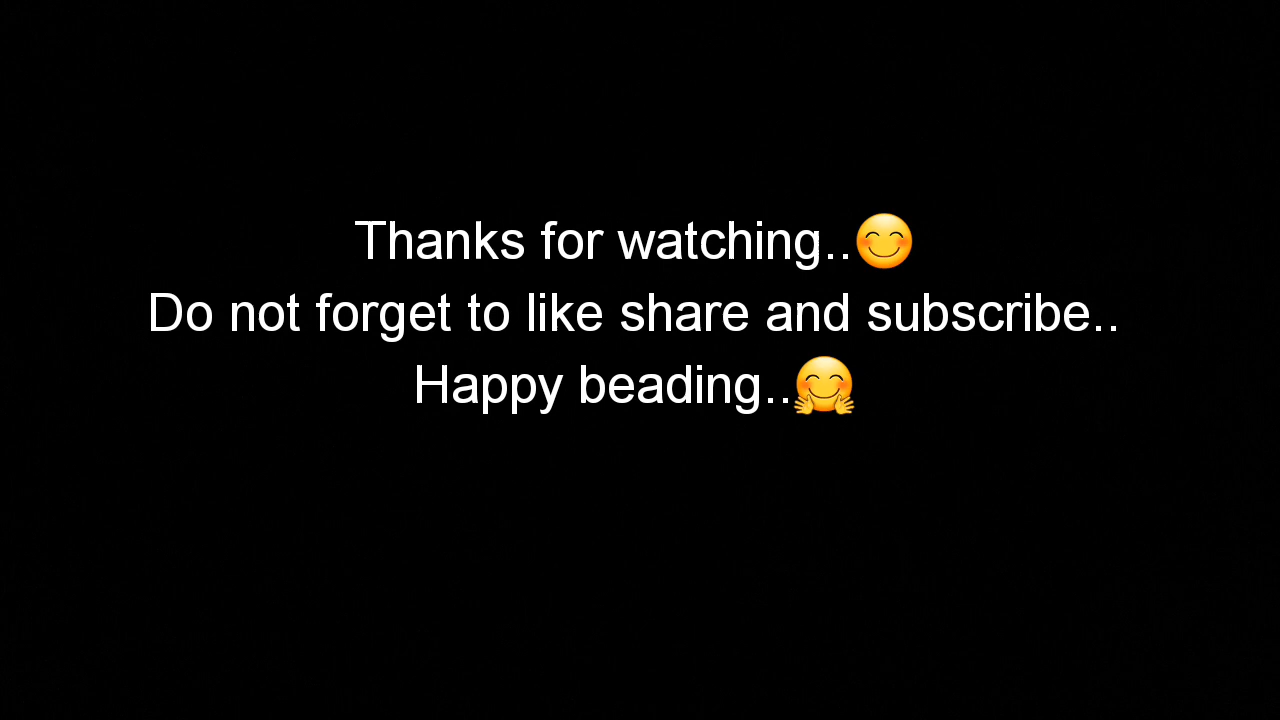 Thanks for watching..😊
Do not forget to like share and subscribe..
Happy beading..🤗